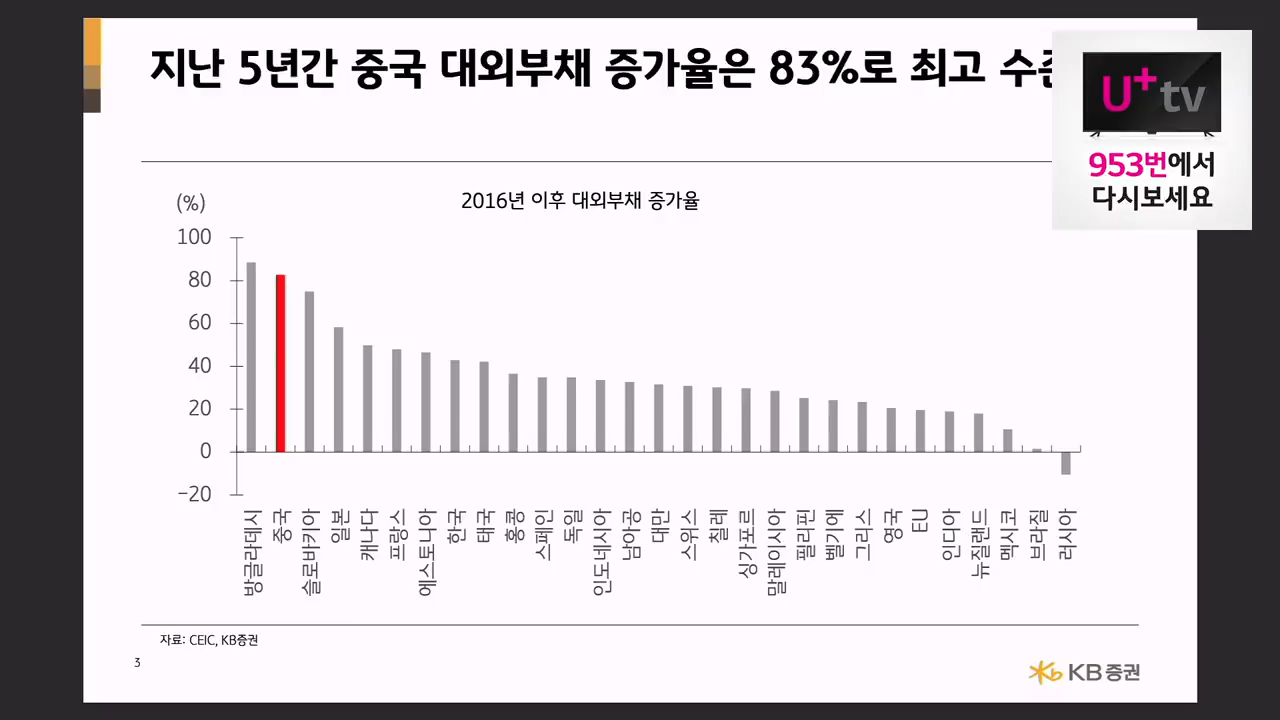 지난 5년간 중국 대외부채 증가율은 83%로 최고
U+tv
953번에서
다시보세요
(%)
2016년 이후 대외부채 증가율
100
80
60
40
20
0
-20
방글라데시
중국
슬로바키아
일본
캐나다
프랑스
에스토니아
한국
태국
홍콩
스페인
독일
인도네시아
남아공
대만
스위스
칠레
싱가포르
말레이시아
필리핀
벨기에
그리스
영국
EU
인디아
뉴질랜드
멕시코
브라질
러시아
자료: CEIC, KB증권
3
KB증권